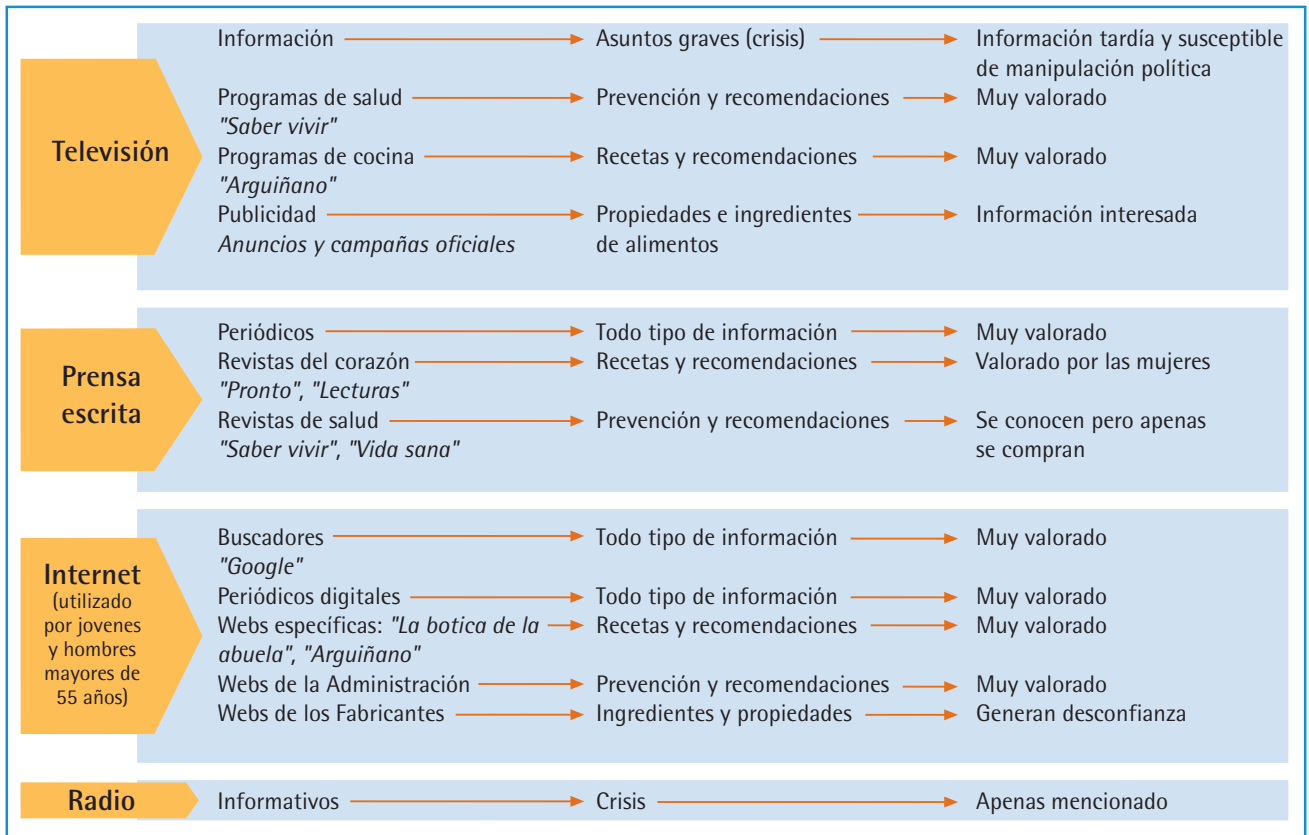 Televisión
Información Asuntos graves (crisis) Información tardía y susceptible
de manipulación política
Programas de salud Prevención y recomendaciones Muy valorado
"Saber vivir"
Programas de cocina Recetas y recomendaciones Muy valorado
"Arguiñano"
Publicidad Propiedades e ingredientes Información interesada
Anuncios y campañas oficiales de alimentos
Prensa
escrita
Periódicos Todo tipo de información Muy valorado
Revistas del corazón Recetas y recomendaciones Valorado por las mujeres
"Pronto", "Lecturas"
Revistas de salud Prevención y recomendaciones Se conocen pero apenas
"Saber vivir", "Vida sana" se compran
Internet
(utilizado
por jovenes
y hombres
mayores de
55 años)
Buscadores Todo tipo de información Muy valorado
"Google"
Periódicos digitales Todo tipo de información Muy valorado
Webs específicas: "La botica de la Recetas y recomendaciones Muy valorado
abuela", "Arguiñano"
Webs de la Administración Prevención y recomendaciones Muy valorado
Webs de los Fabricantes Ingredientes y propiedades Generan desconfianza
Radio
Informativos Crisis Apenas mencionado